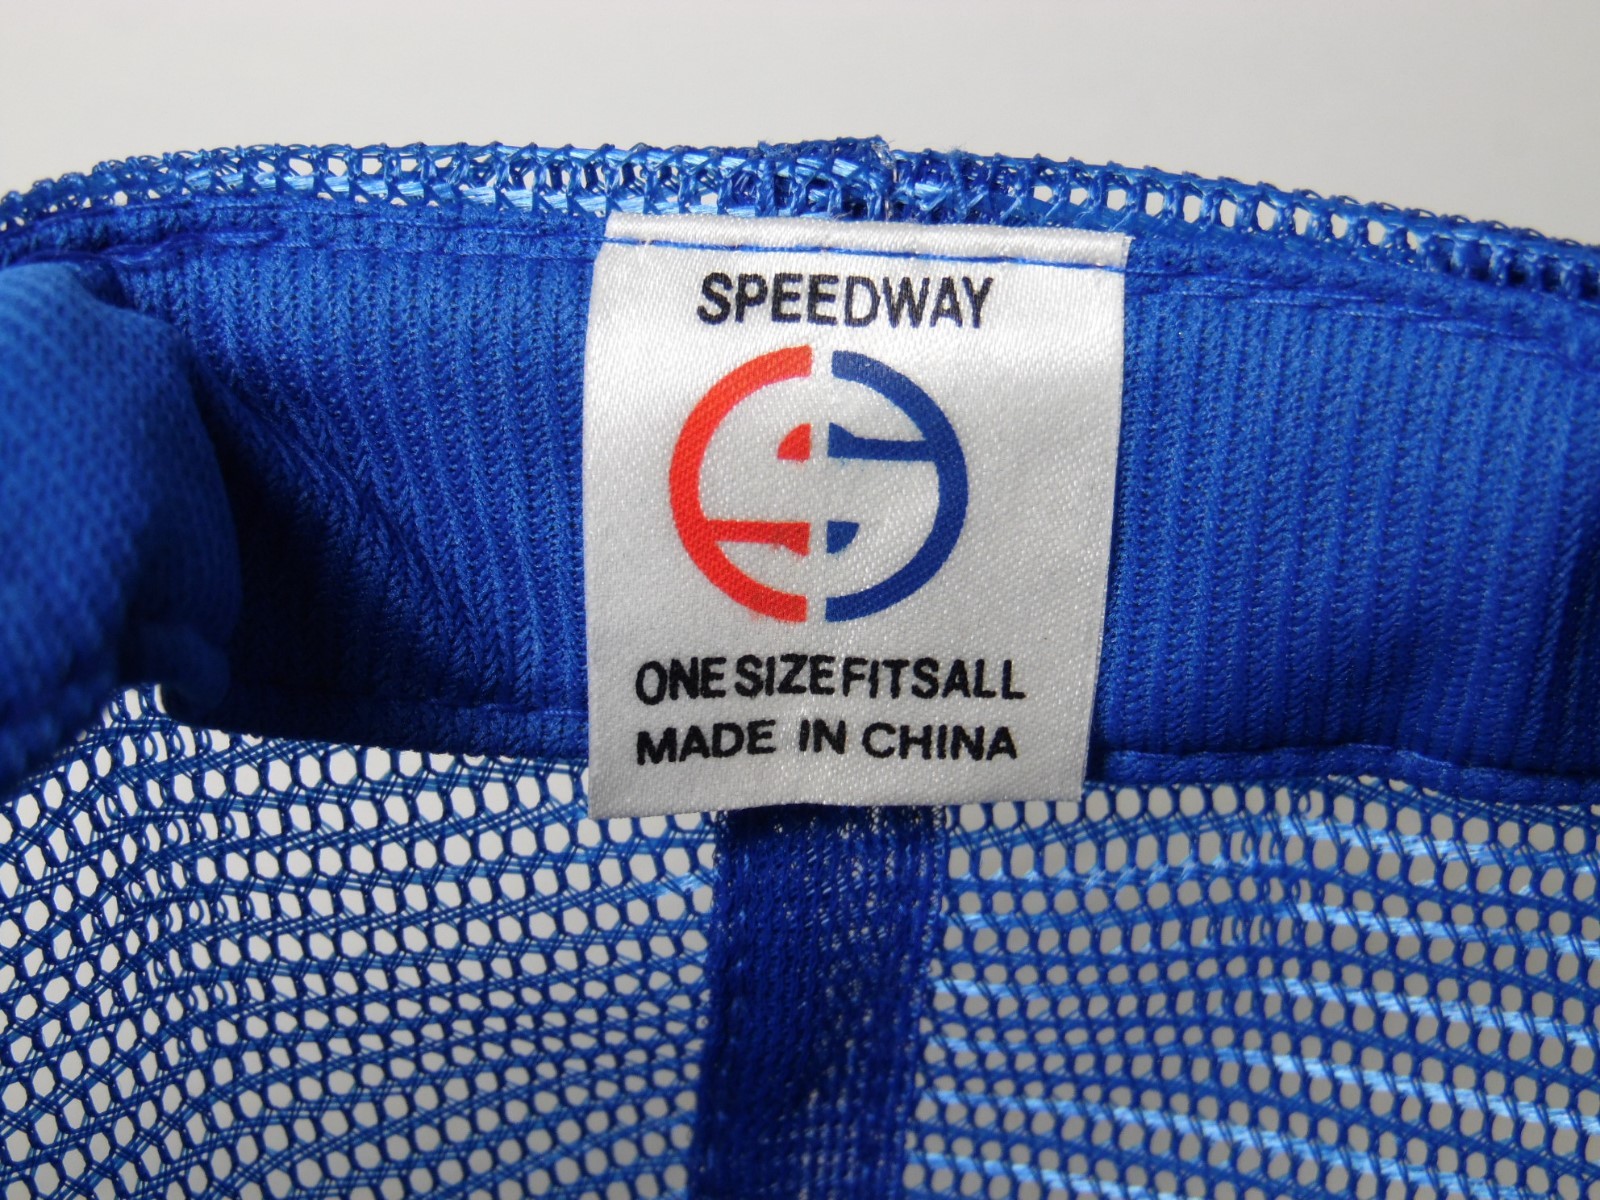 SPEEDWAY
ONE SIZE FITS ALL
MADE IN CHINA